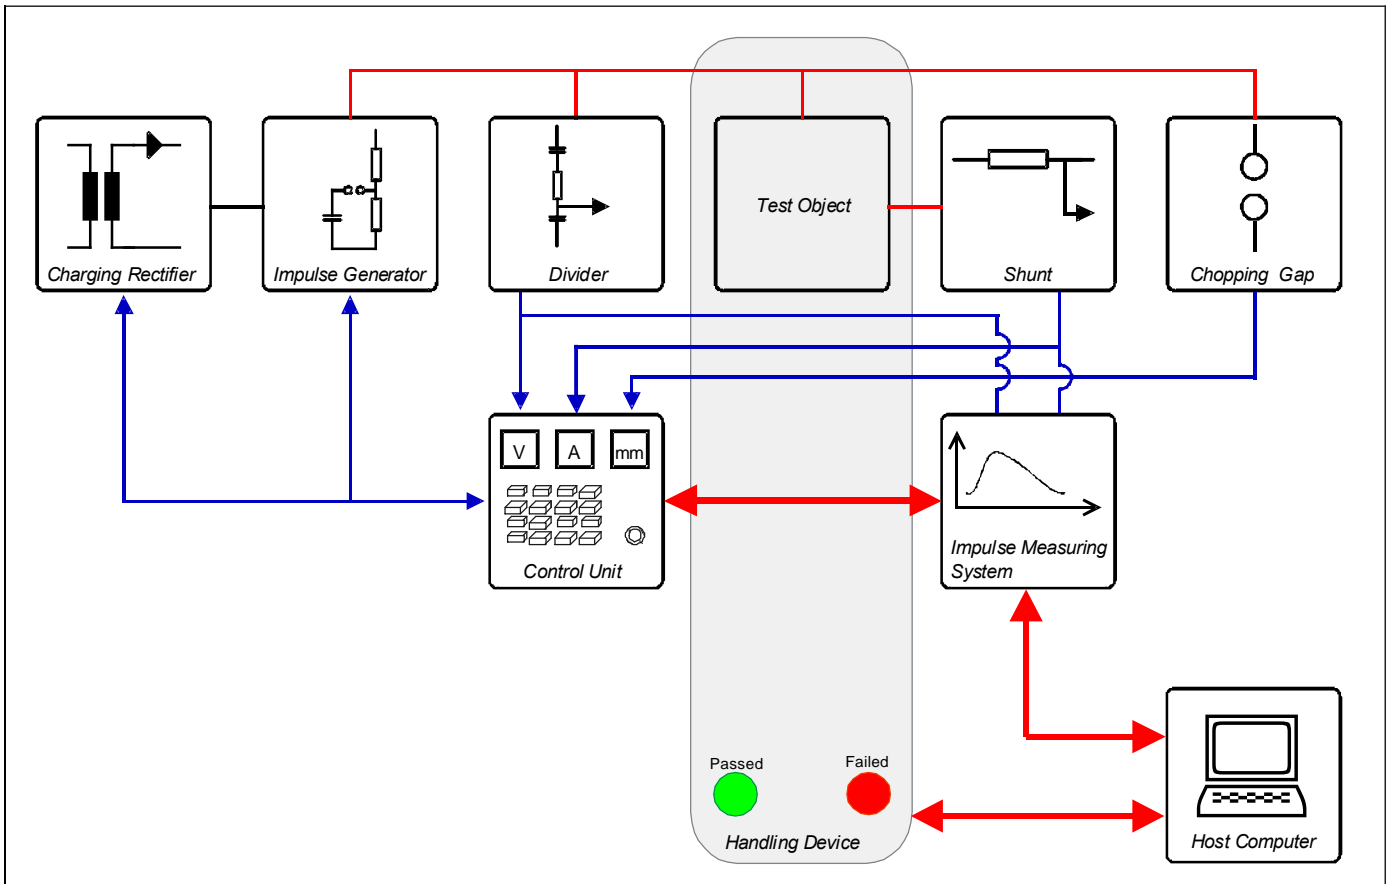 Charging Rectifier
Impulse Generator
Divider
Test Object
Shunt
Chopping Gap
V
A
mm
Control Unit
Impulse Measuring
System
Passed
Failed
Handling Device
Host Computer